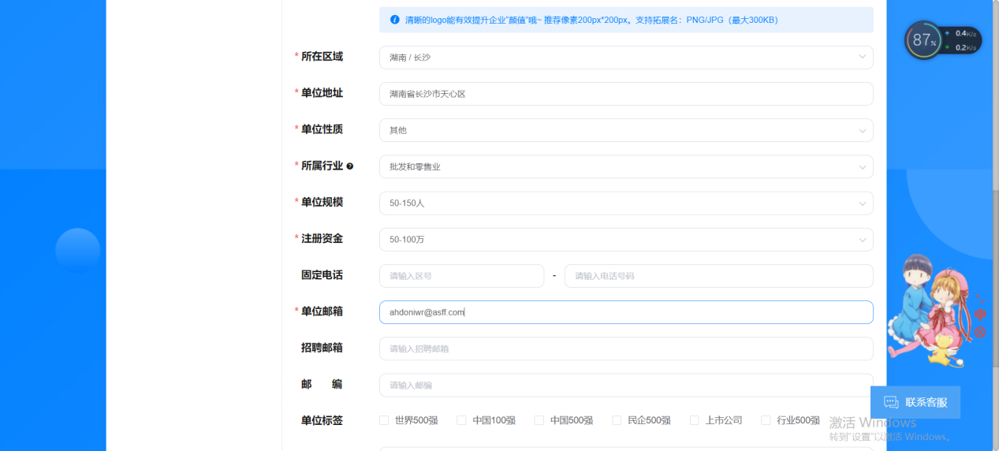 清晰的logo能有效提升企业"颜值"哦~ 推荐像素200px*200px。支持拓展名：PNG/JPG（最大300KB）
87%
0.4K/s
0.2K/s
* 所在区域 湖南 / 长沙
* 单位地址 湖南省长沙市天心区
* 单位性质 其他
* 所属行业 批发和零售业
* 单位规模 50-150人
* 注册资金 50-100万
固定电话 请输入区号 - 请输入电话号码
* 单位邮箱 ahdoniwr@asff.com
招聘邮箱 请输入招聘邮箱
邮 编 请输入邮编
联系客服
单位标签 世界500强 中国100强 中国500强 民企500强 上市公司 行业500强
激活 Windows
转到"设置"以激活 Windows。